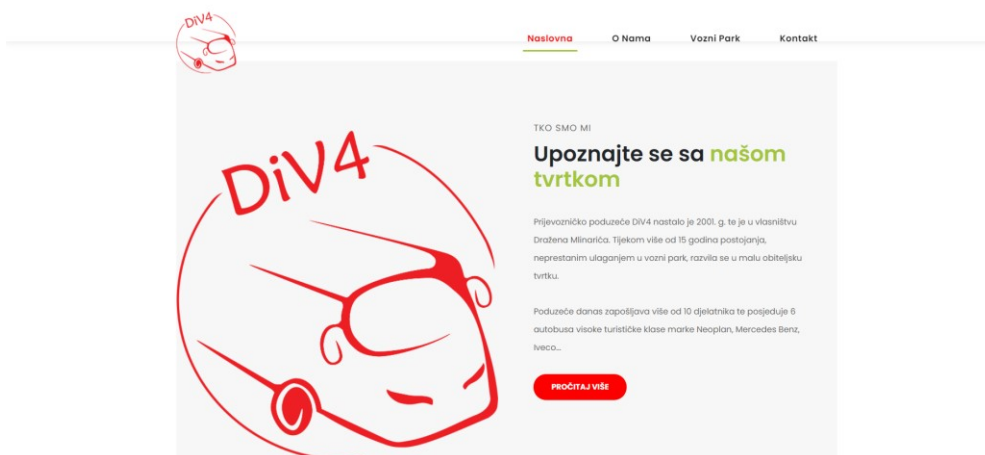 DiV4
Naslovna O Nama Vozni Park Kontakt
DiV4
TKO SMO MI
Upoznajte se sa našom
tvrtkom
Prijevozničko poduzeće DiV4 nastalo je 2001. g. te je u vlasništvu
Dražena Mlinarića. Tijekom više od 15 godina postojanja,
neprestanim ulaganjem u vozni park, razvila se u malu obiteljsku
tvrtku.
Poduzeće danas zapošljava više od 10 djelatnika te posjeduje 6
autobusa visoke turističke klase marke Neoplan, Mercedes Benz,
Iveco...
PROČITAJ VIŠE